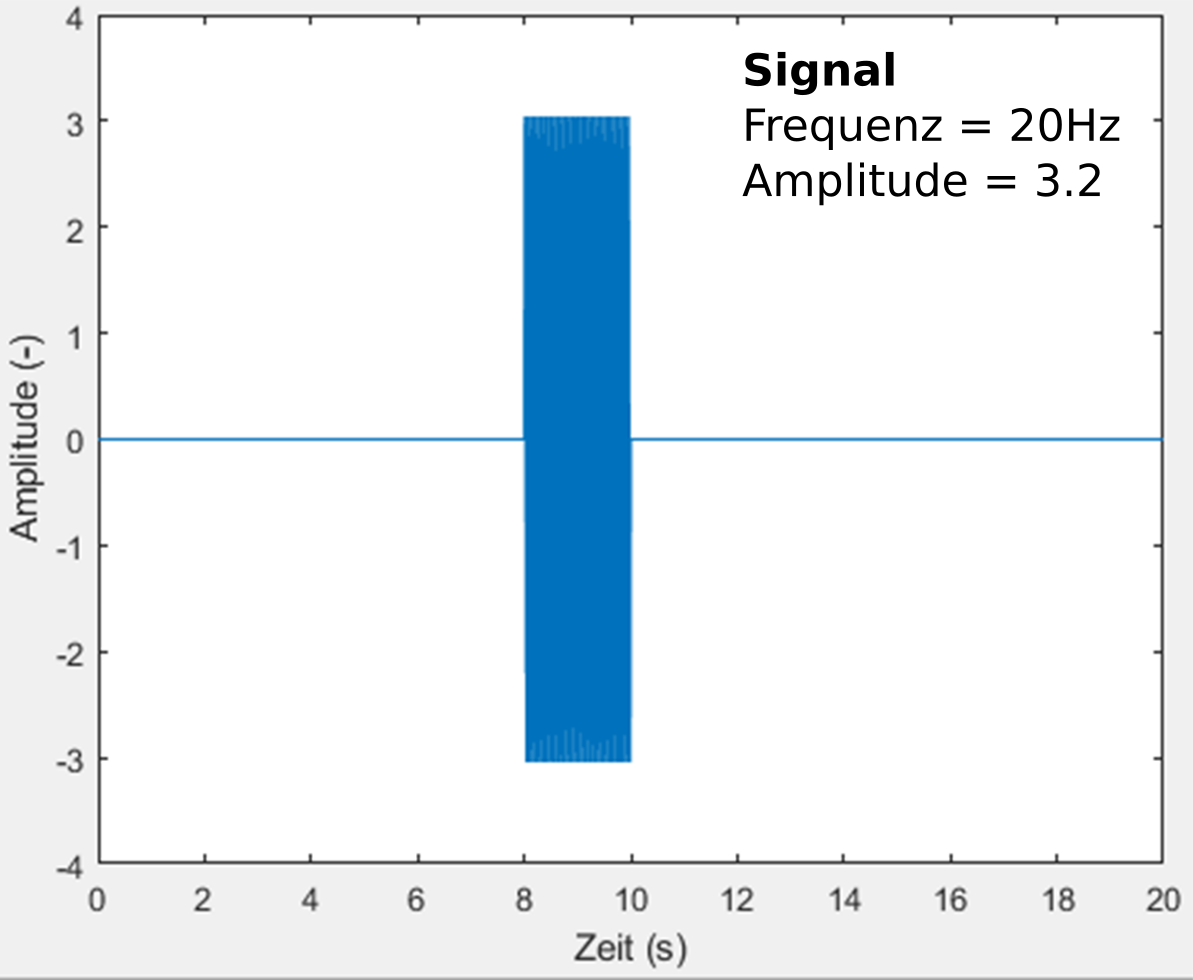 4
Signal
3
Frequenz = 20Hz
Amplitude = 3.2
2
1
Amplitude (-)
0
-1
-2
-3
-4
0 2 4 6 8 10 12 14 16 18 20
Zeit (s)